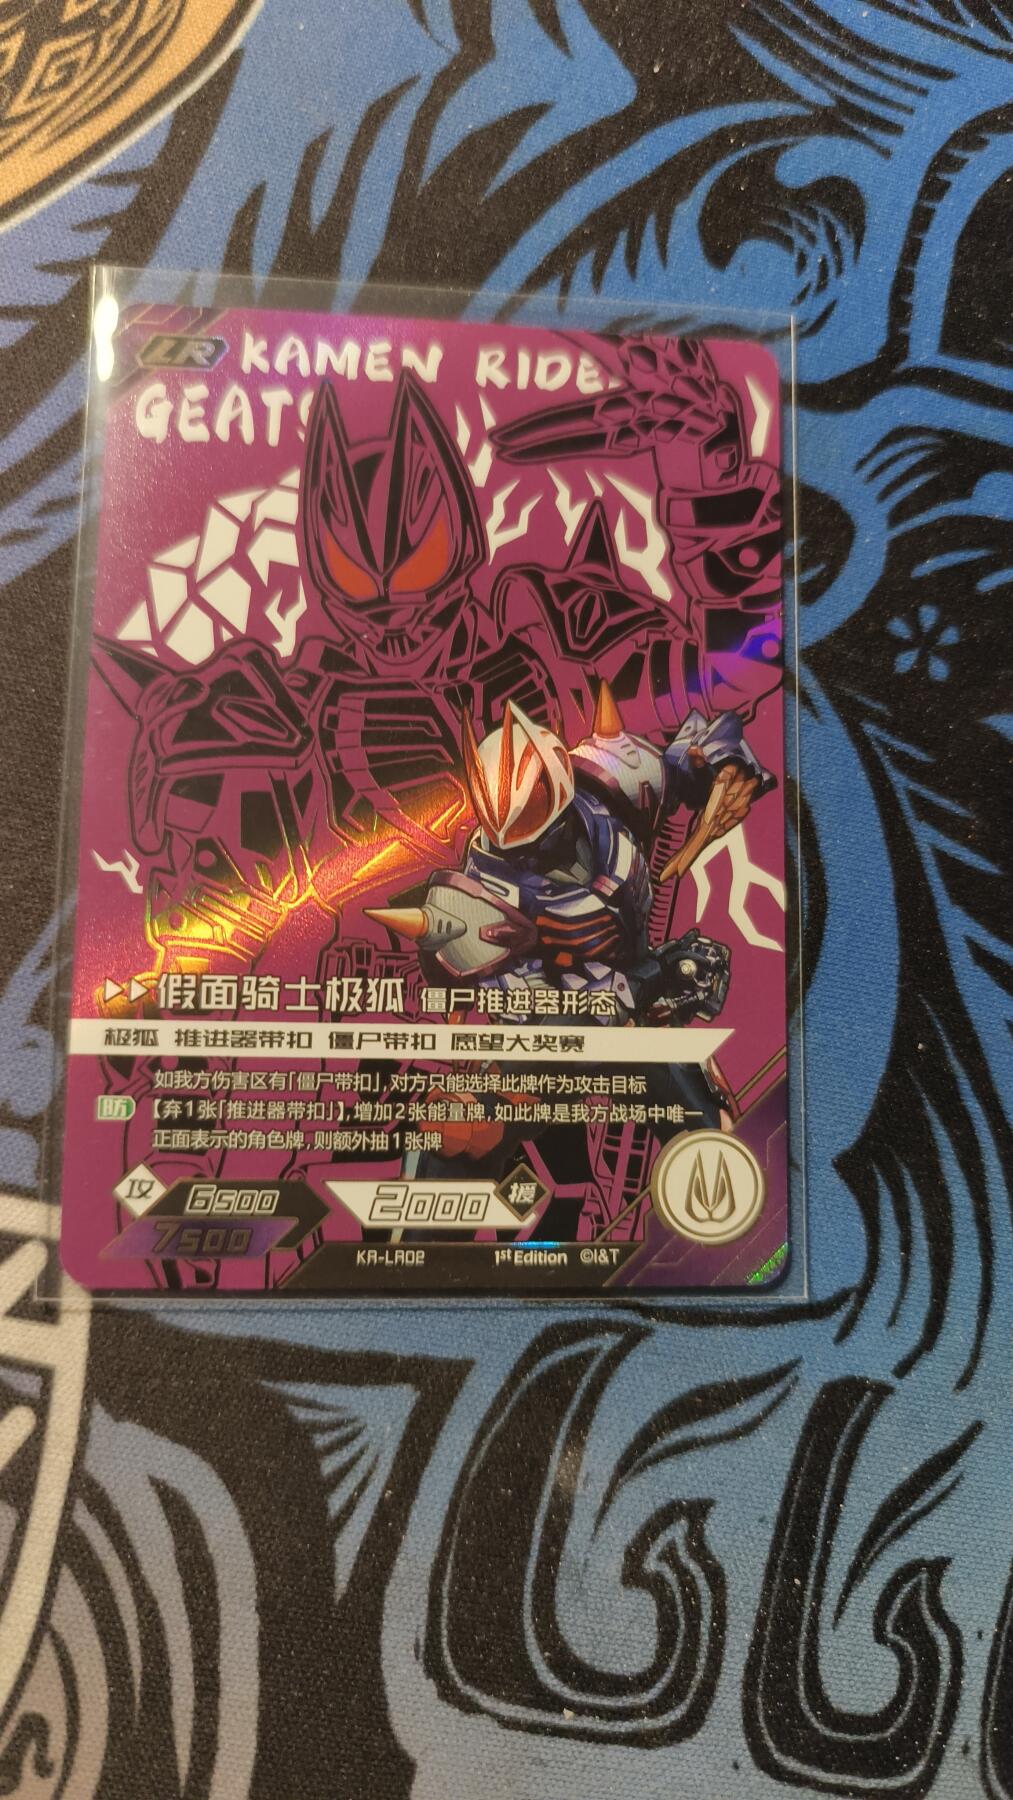 LR KAMEN RIDE
GEATS
假面骑士极狐 僵尸推进器形态
极狐 推进器带扣 僵尸带扣 愿望大奖赛
如我方伤害区有「僵尸带扣」,对方只能选择此牌作为攻击目标
防 【弃1张「推进器带扣」】,增加2张能量牌,如此牌是我方战场中唯一
正面表示的角色牌,则额外抽1张牌
攻 6500 2000 援
7500
KR-LR02 1st Edition ©I&T